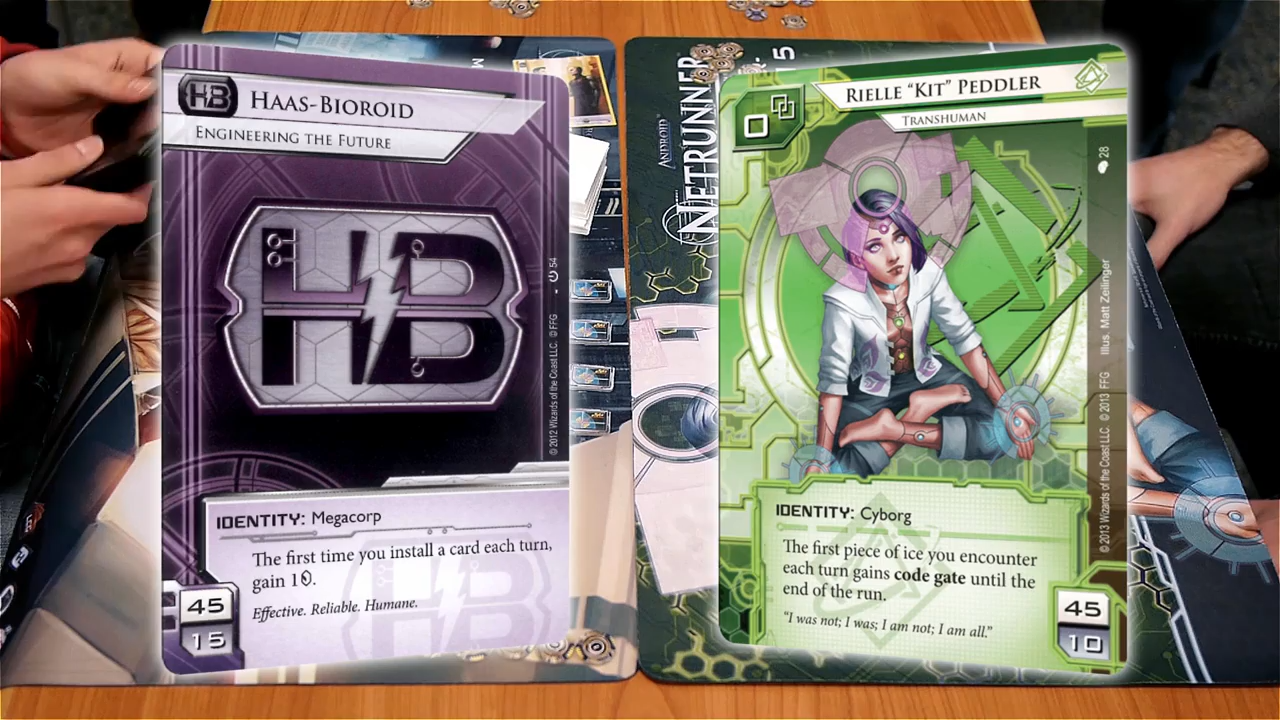 HB
HAAS-BIOROID
ENGINEERING THE FUTURE
HB
HB
© 2012 Wizards of the Coast LLC. © FFG
54
IDENTITY: Megacorp
The first time you install a card each turn,
gain 1
Effective. Reliable. Humane.
45
15
ANDROID
NETRUNNER
0
RIELLE “KIT” PEDDLER
TRANSHUMAN
28
© 2013 Wizards of the Coast LLC. © 2013 FFG Illus. Matt Zeilinger
IDENTITY: Cyborg
The first piece of ice you encounter
each turn gains code gate until the
end of the run.
“I was not; I was; I am not; I am all.”
45
10